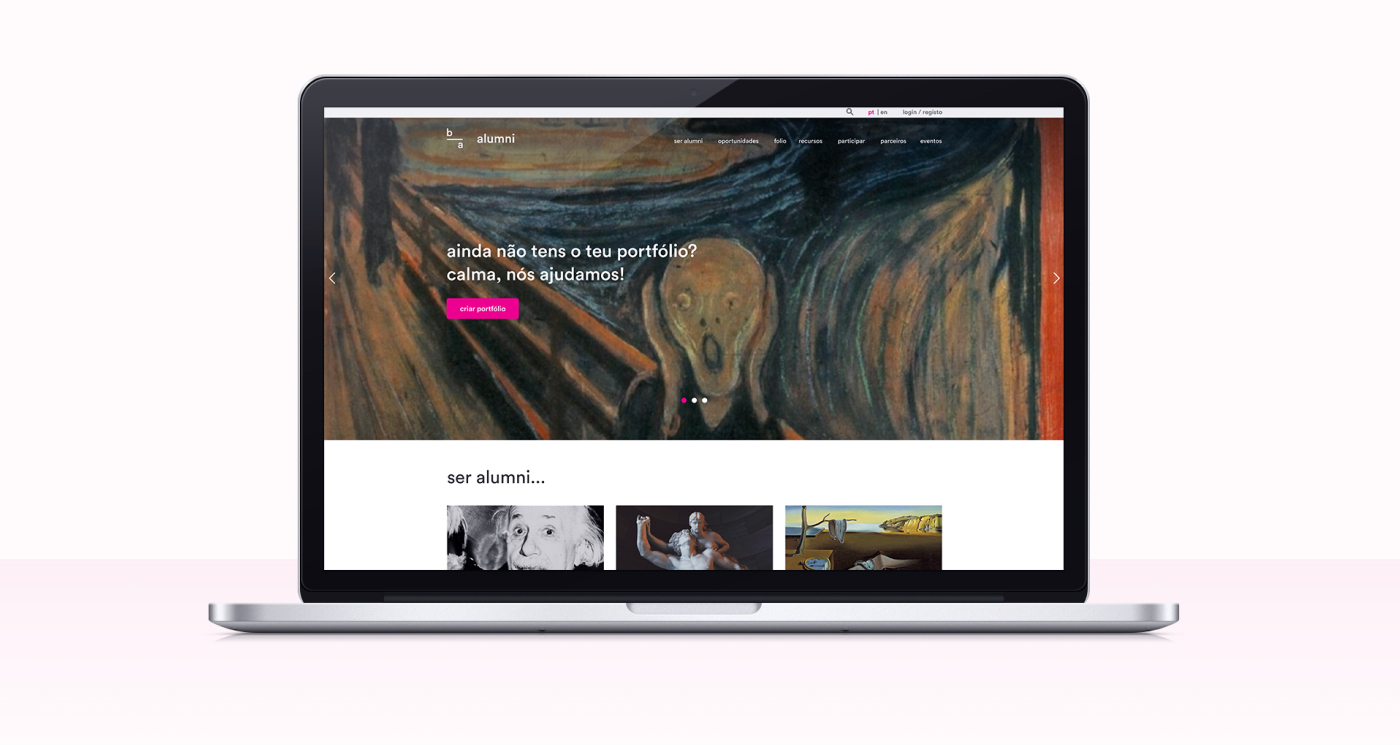 pt | en
login / registo
b
a
alumni
ser alumni
oportunidades
folio
recursos
participar
parceiros
eventos
ainda não tens o teu portfólio?
calma, nós ajudamos!
criar portfólio
ser alumni...